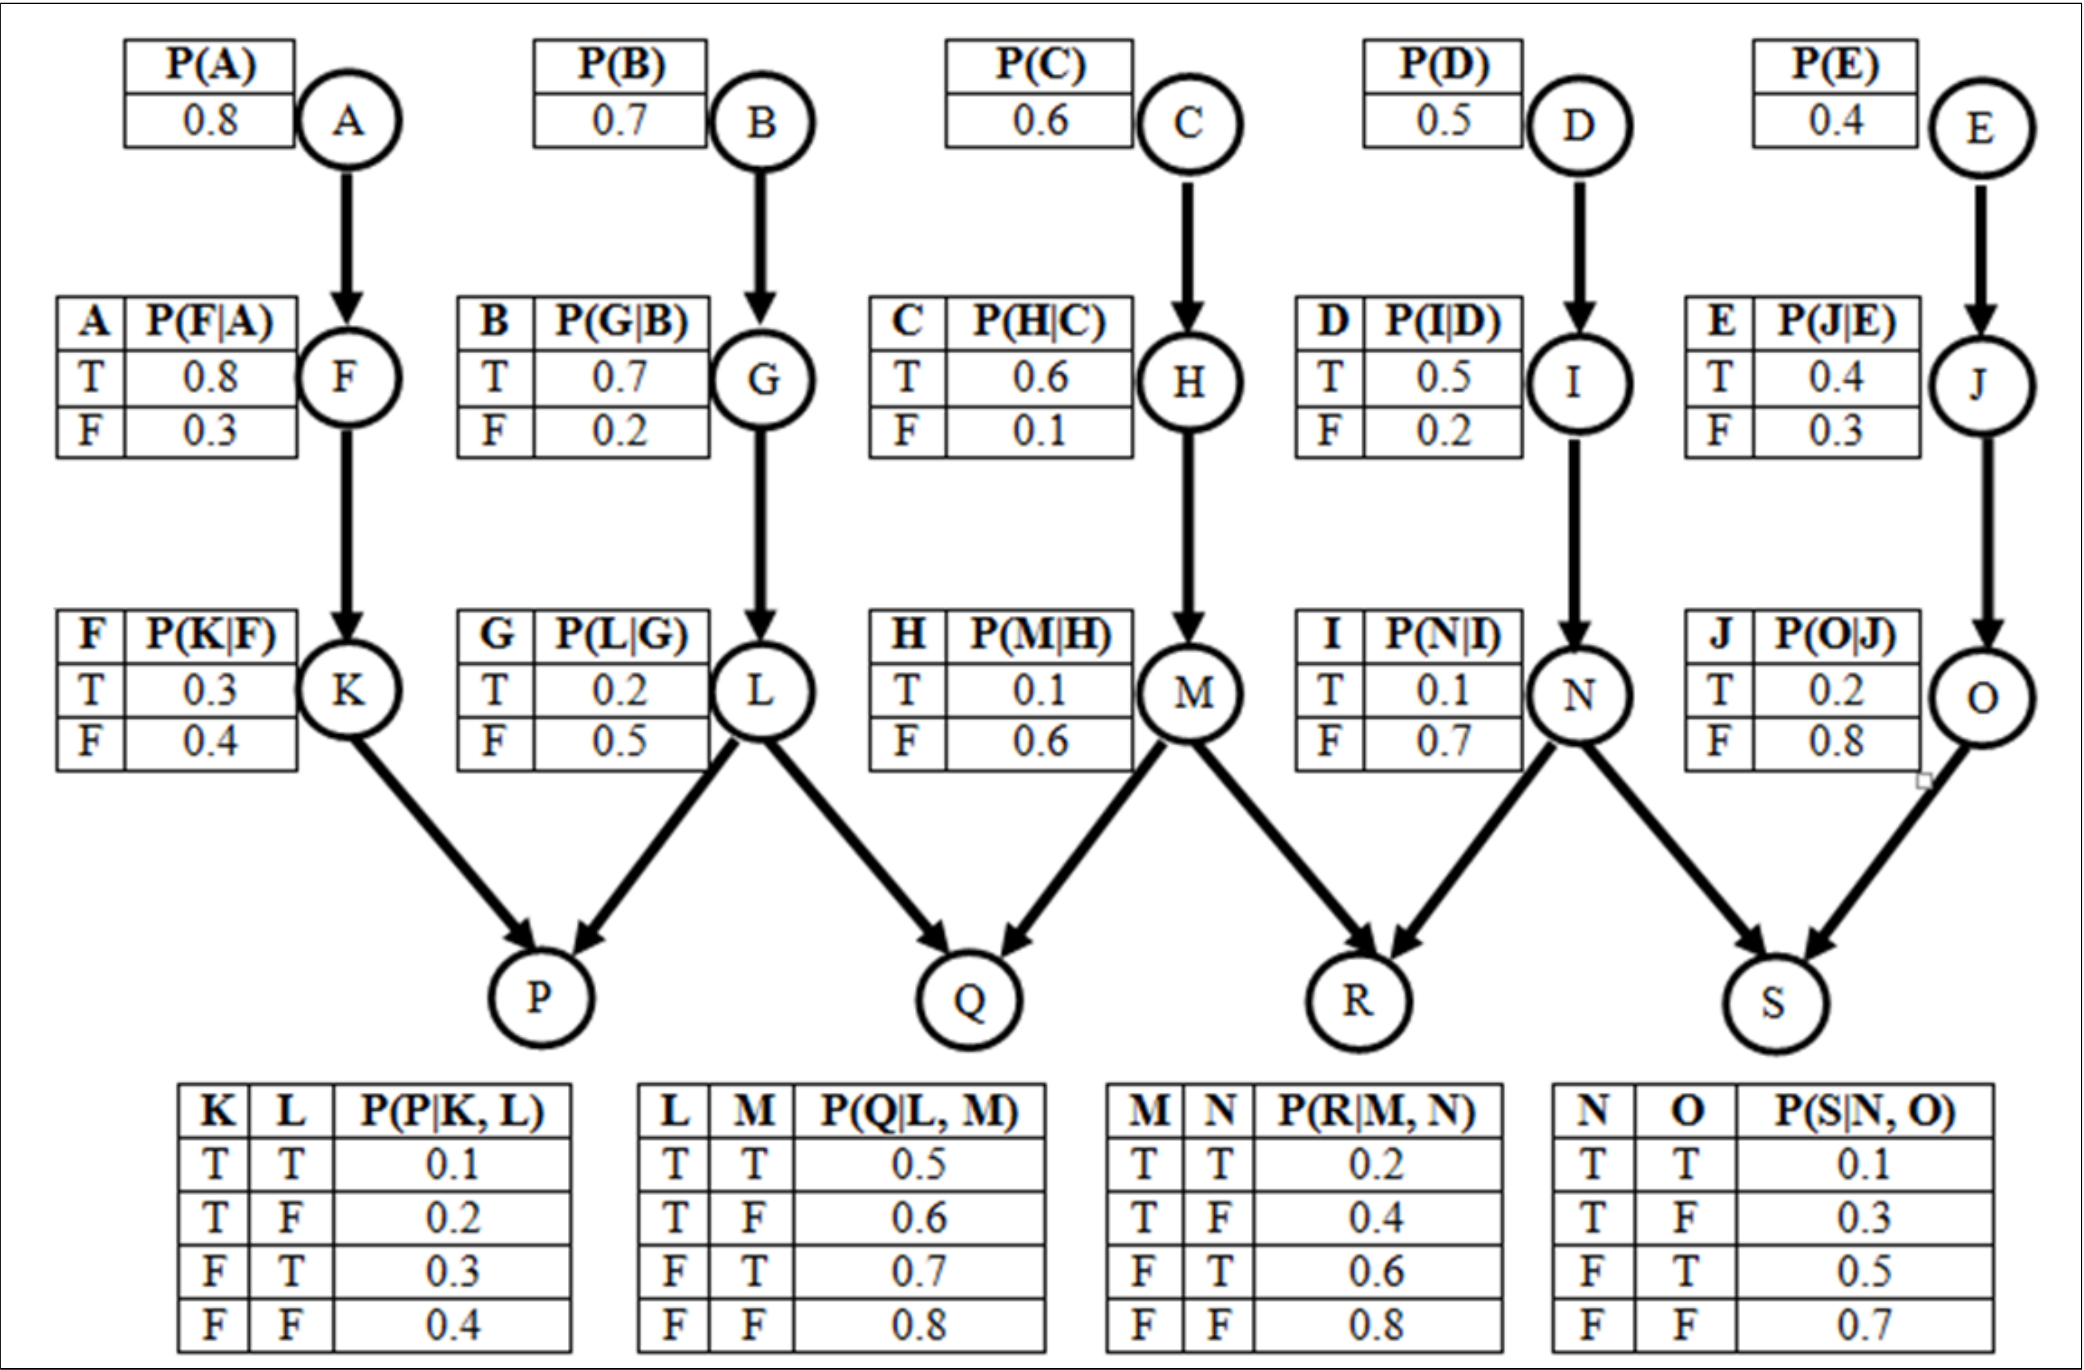 P(A) P(B) P(C) P(D) P(E)
0.8 A 0.7 B 0.6 C 0.5 D 0.4 E
A P(F|A) B P(G|B) C P(H|C) D P(I|D) E P(J|E)
T 0.8 F T 0.7 G T 0.6 H T 0.5 I T 0.4 J
F 0.3 F 0.2 F 0.1 F 0.2 F 0.3
F P(K|F) G P(L|G) H P(M|H) I P(N|I) J P(O|J)
T 0.3 K T 0.2 L T 0.1 M T 0.1 N T 0.2 O
F 0.4 F 0.5 F 0.6 F 0.7 F 0.8
P Q R S
K L P(P|K, L) L M P(Q|L, M) M N P(R|M, N) N O P(S|N, O)
T T 0.1 T T 0.5 T T 0.2 T T 0.1
T F 0.2 T F 0.6 T F 0.4 T F 0.3
F T 0.3 F T 0.7 F T 0.6 F T 0.5
F F 0.4 F F 0.8 F F 0.8 F F 0.7